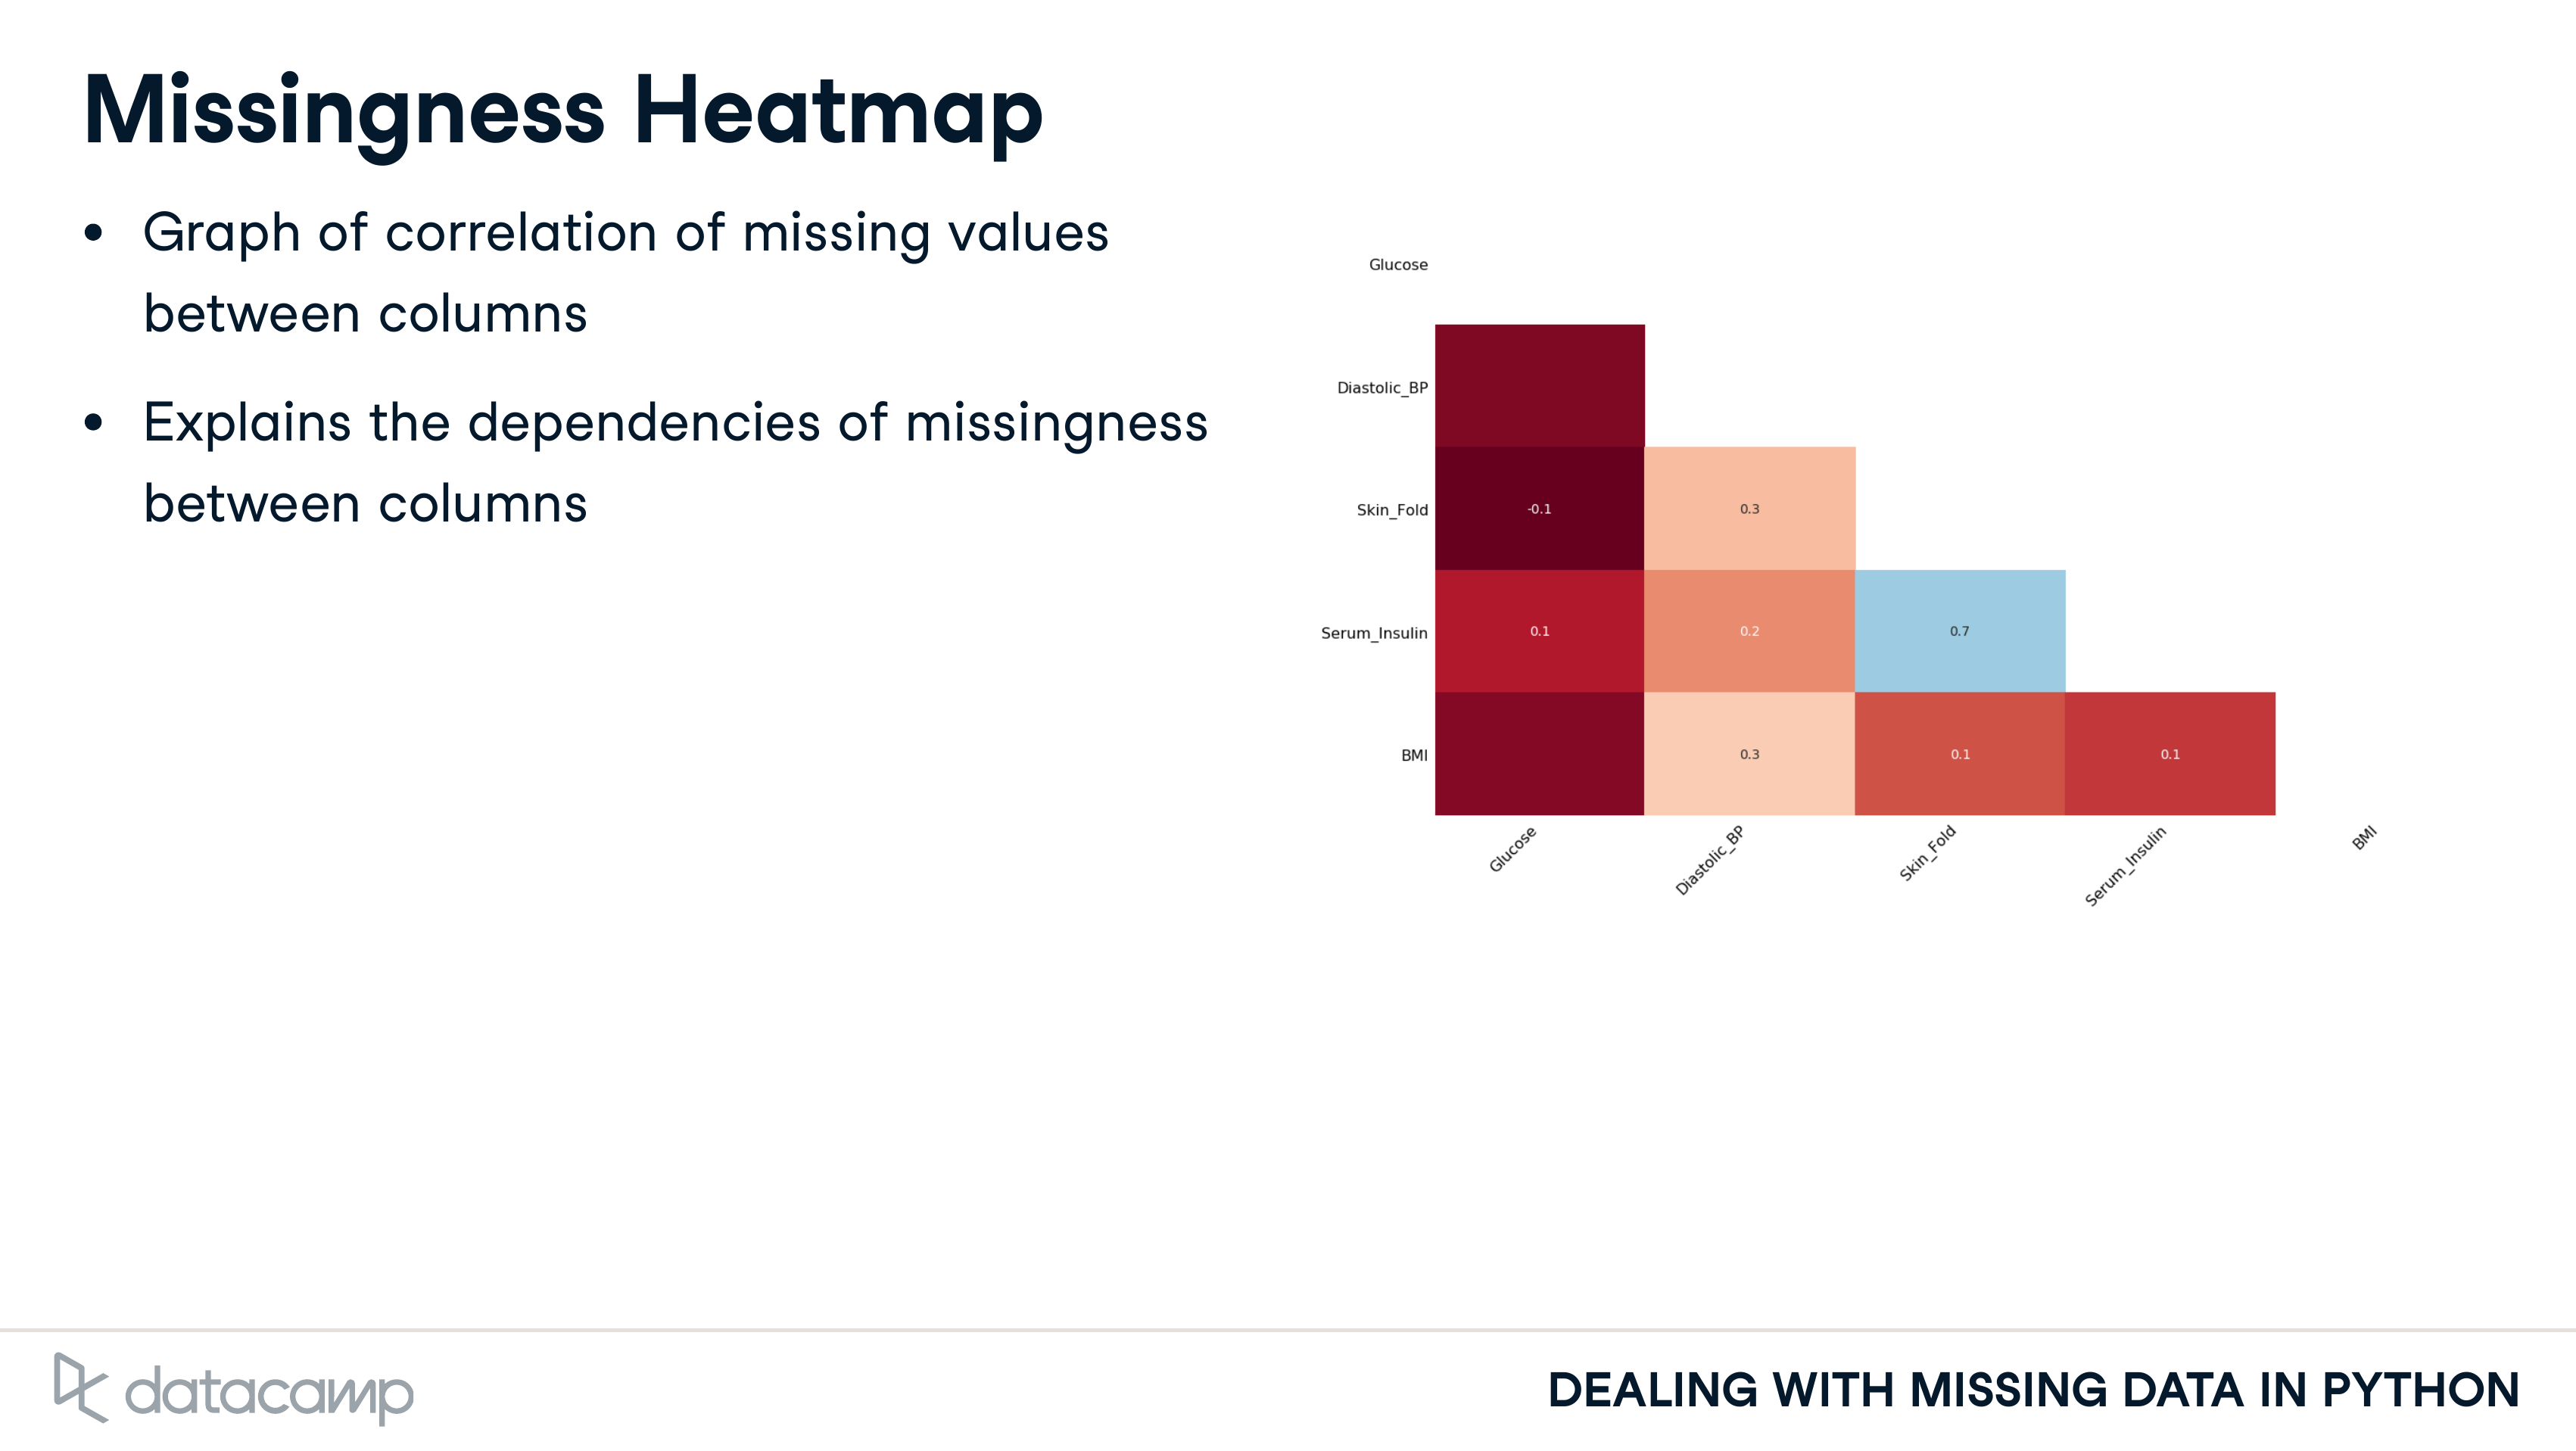 Missingness Heatmap
• Graph of correlation of missing values
between columns
• Explains the dependencies of missingness
between columns
Glucose
Diastolic_BP
Skin_Fold
-0.1
0.3
Serum_Insulin
0.1
0.2
0.7
BMI
0.3
0.1
0.1
Glucose
Diastolic_BP
Skin_Fold
Serum_Insulin
BMI
datacamp
DEALING WITH MISSING DATA IN PYTHON